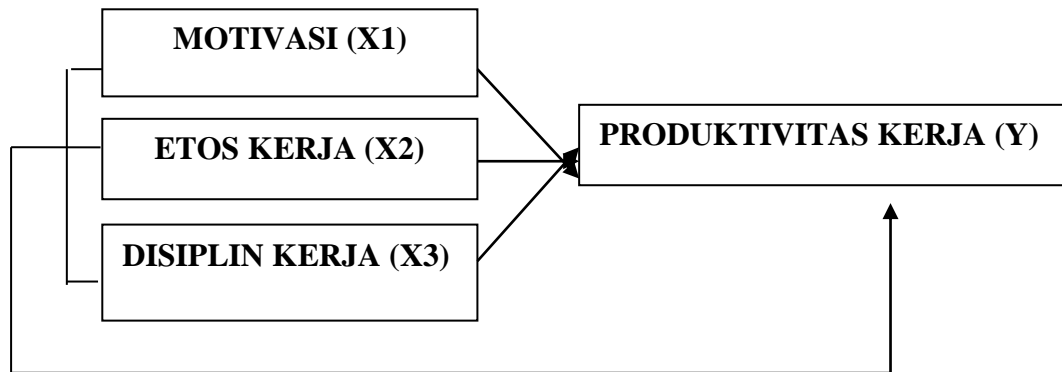 MOTIVASI (X1)
ETOS KERJA (X2)
PRODUKTIVITAS KERJA (Y)
DISIPLIN KERJA (X3)